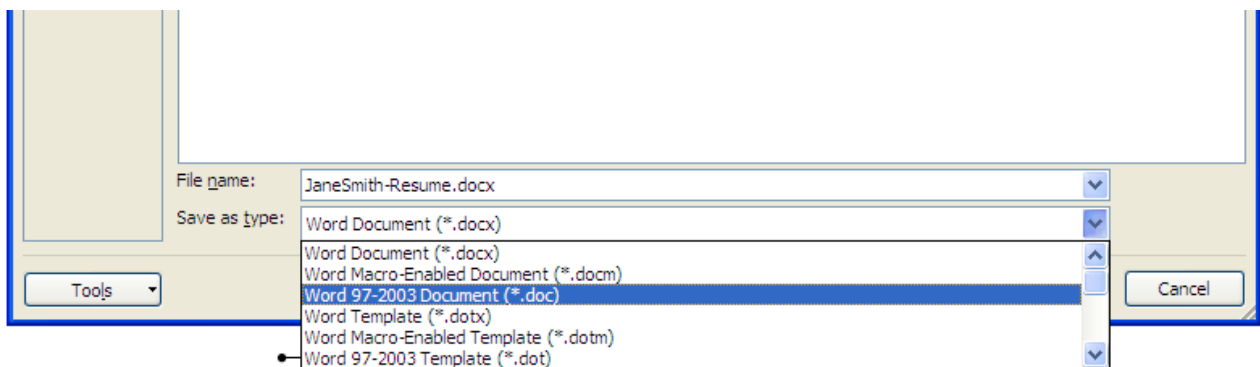 File name: JaneSmith-Resume.docx
Save as type: Word Document (*.docx)
Word Document (*.docx)
Word Macro-Enabled Document (*.docm)
Word 97-2003 Document (*.doc)
Word Template (*.dotx)
Word Macro-Enabled Template (*.dotm)
Word 97-2003 Template (*.dot)
Tools
Cancel